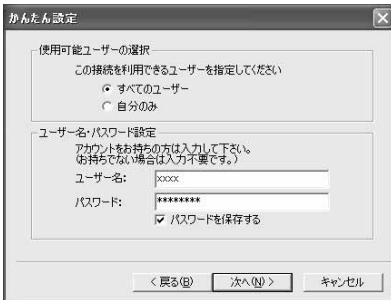 かんたん設定
使用可能ユーザーの選択
この接続を利用できるユーザーを指定してください
すべてのユーザー
自分のみ
ユーザー名・パスワード設定
アカウントをお持ちの方は入力して下さい。
(お持ちでない場合は入力不要です。)
ユーザー名: xxxx
パスワード: ********
パスワードを保存する
< 戻る(B) 次へ(N) > キャンセル